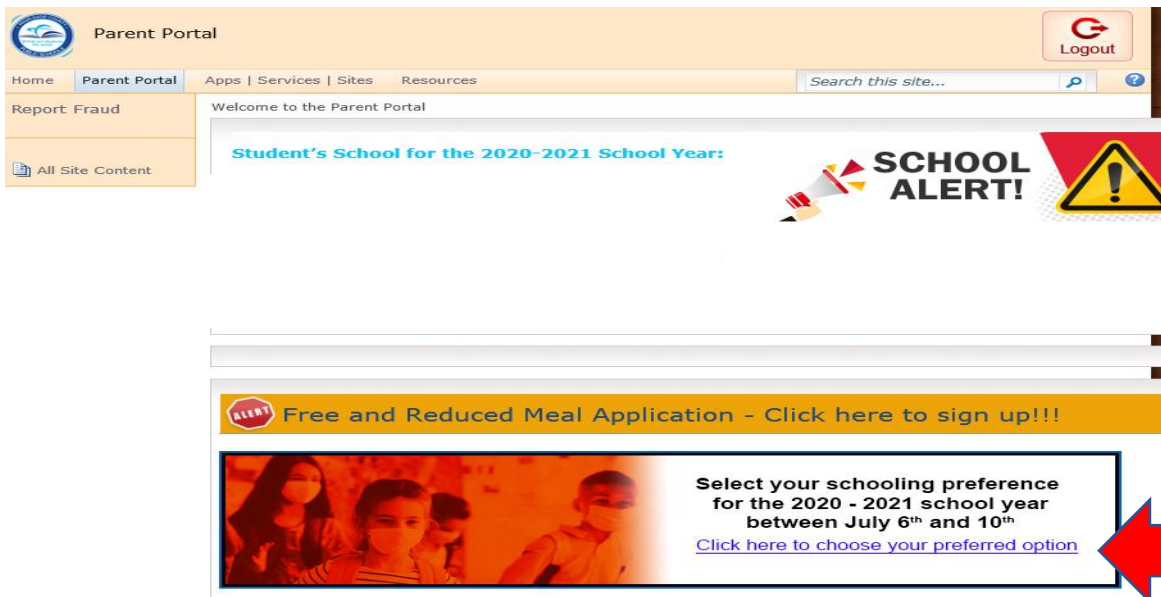 Parent Portal
Logout
Home Parent Portal Apps | Services | Sites Resources
Search this site...
Report Fraud
Welcome to the Parent Portal
Student's School for the 2020-2021 School Year:
SCHOOL
ALERT!
All Site Content
ALERT Free and Reduced Meal Application - Click here to sign up!!!
Select your schooling preference
for the 2020 - 2021 school year
between July 6th and 10th
Click here to choose your preferred option